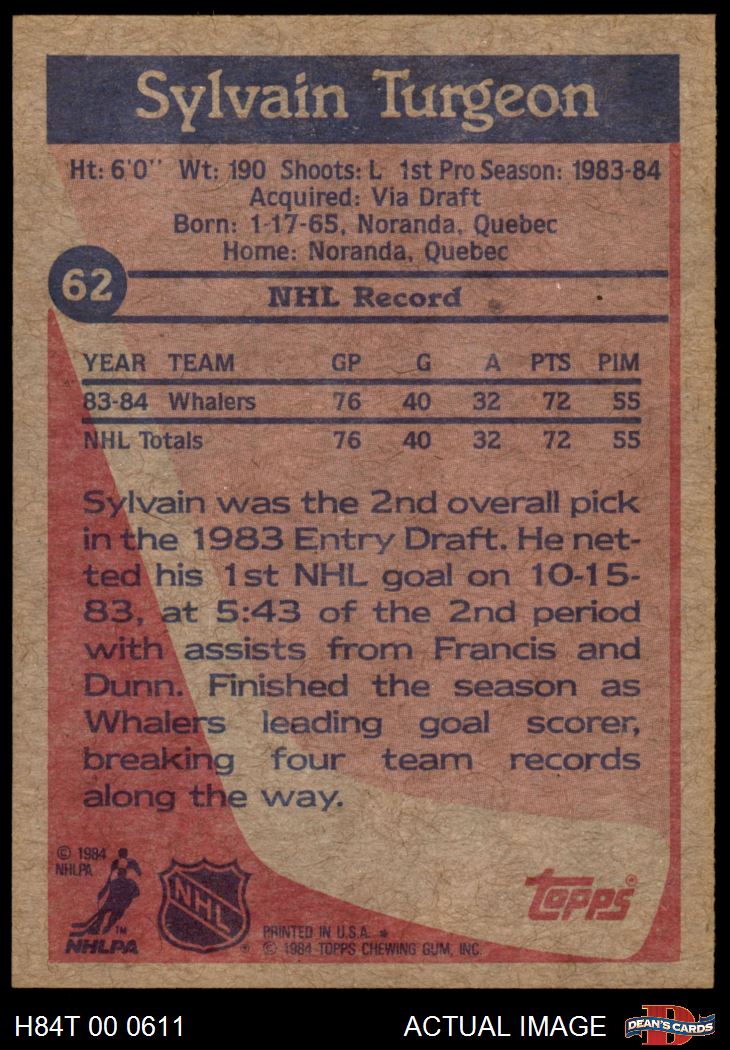 Sylvain Turgeon
Ht: 6'0'' Wt: 190 Shoots: L 1st Pro Season: 1983-84
Acquired: Via Draft
Born: 1-17-65, Noranda, Quebec
Home: Noranda, Quebec
62
NHL Record
YEAR TEAM GP G A PTS PIM
83-84 Whalers 76 40 32 72 55
NHL Totals 76 40 32 72 55
Sylvain was the 2nd overall pick
in the 1983 Entry Draft. He net-
ted his 1st NHL goal on 10-15-
83, at 5:43 of the 2nd period
with assists from Francis and
Dunn. Finished the season as
Whalers leading goal scorer,
breaking four team records
along the way.
© 1984
NHLPA
TM
NHLPA
NHL ®
topps®
PRINTED IN U.S.A. *
© 1984 TOPPS CHEWING GUM, INC.
H84T 00 0611
ACTUAL IMAGE
D
DEAN'S CARDS